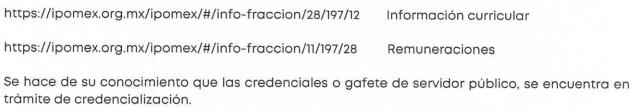 https://ipomex.org.mx/ipomex/#/info-fraccion/28/197/12 Información curricular
https://ipomex.org.mx/ipomex/#/info-fraccion/11/197/28 Remuneraciones
Se hace de su conocimiento que las credenciales o gafete de servidor público, se encuentra en
trámite de credencialización.